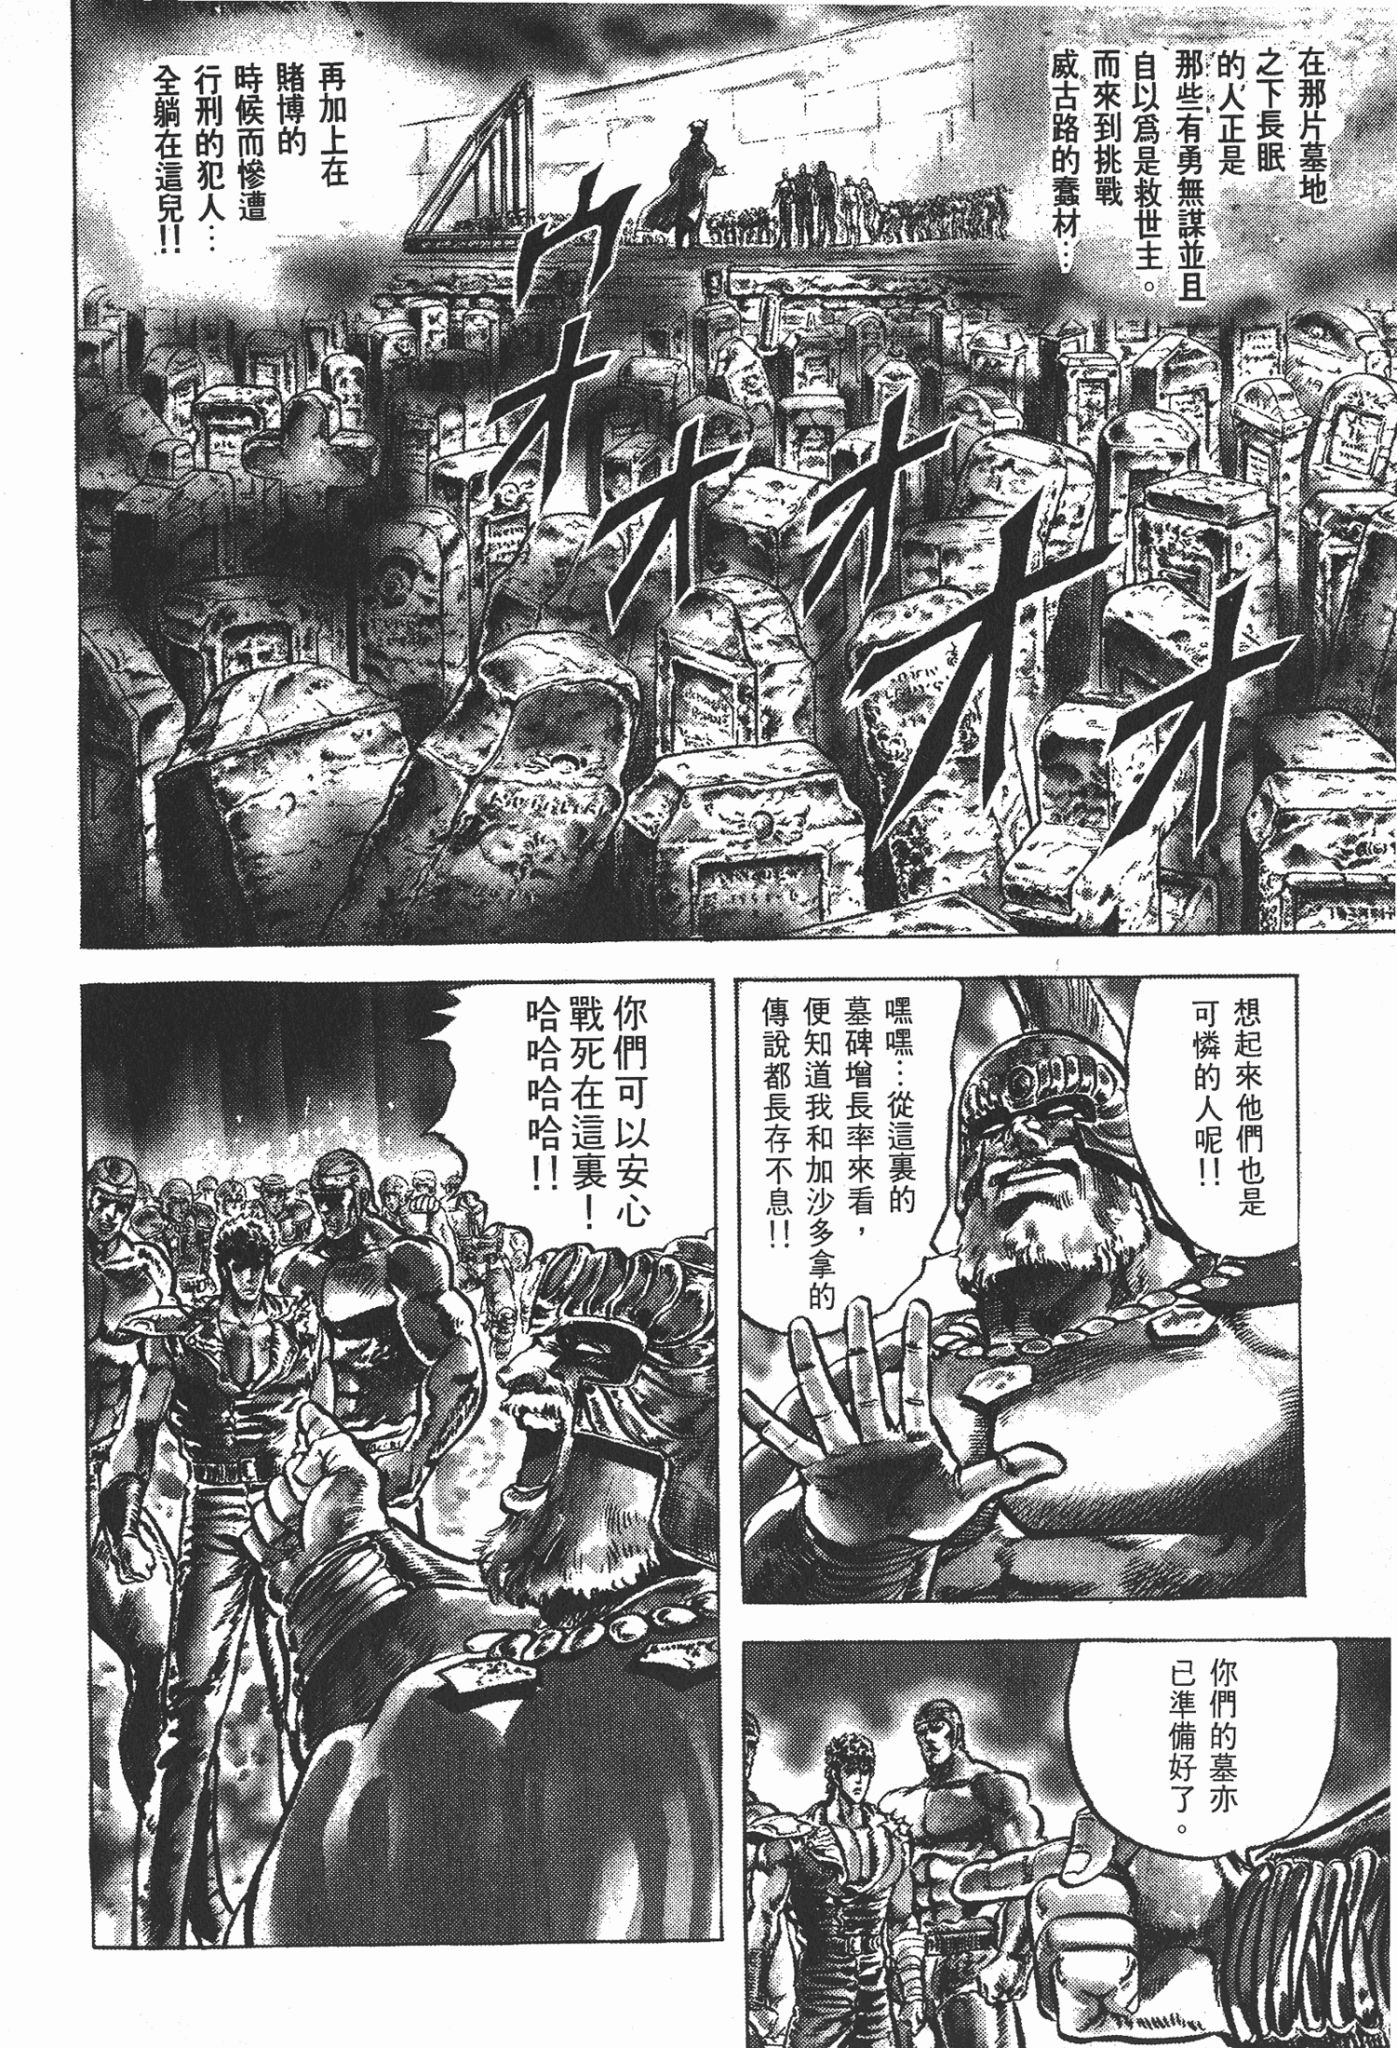 在那片墓地
之下長眠
的人正是
那些有勇無謀並且
自以爲是救世主。
而來到挑戰
威古路的蠢材…
再加上在
賭博的
時候而慘遭
行刑的犯人…
全躺在這兒!!
ウオオオオオ
想起來他們也是
可憐的人呢!!
嘿嘿…從這裏的
墓碑增長率來看，
便知道我和加沙多拿的
傳說都長存不息!!
你們的墓亦
已準備好了。
你們可以安心
戰死在這裏！
哈哈哈哈!!